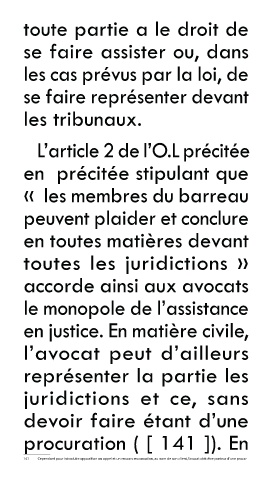 toute partie a le droit de
se faire assister ou, dans
les cas prévus par la loi, de
se faire représenter devant
les tribunaux.
L'article 2 de l'O.L précitée
en précitée stipulant que
« les membres du barreau
peuvent plaider et conclure
en toutes matières devant
toutes les juridictions »
accorde ainsi aux avocats
le monopole de l'assistance
en justice. En matière civile,
l'avocat peut d'ailleurs
représenter la partie les
juridictions et ce, sans
devoir faire étant d'une
procuration ( [ 141 ]). En